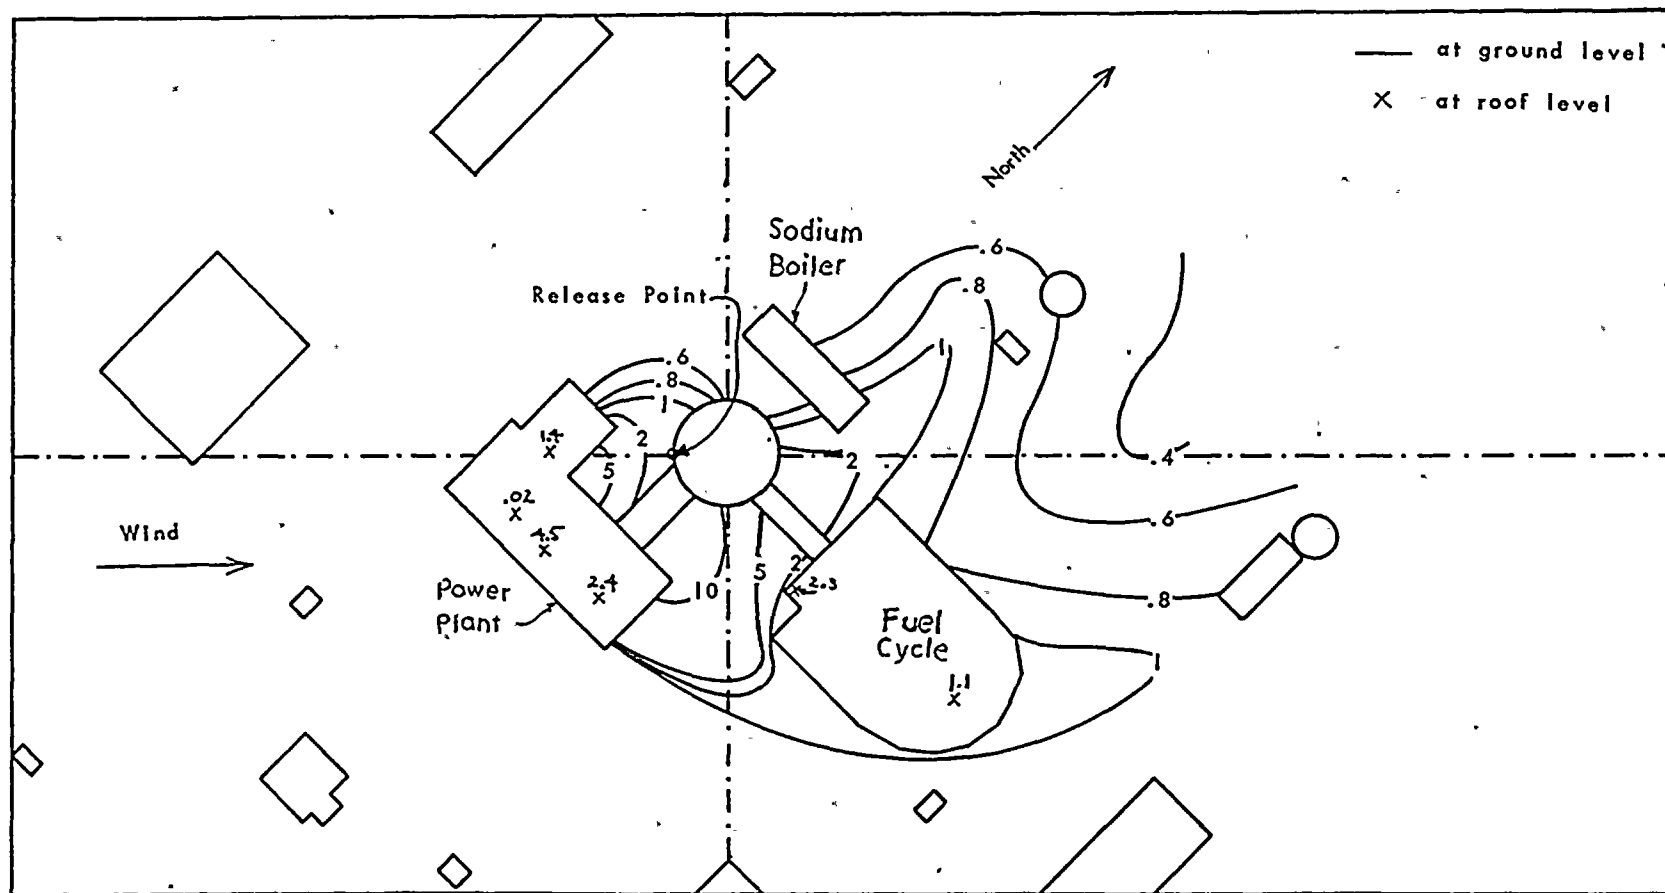 at ground level
× at roof level
North
Sodium
Boiler
Release Point
.6
.8
1
.6
.8
1
2
5
1.4
.02
4.5
2.4
2
.4
.6
Wind
10
5
2
2.3
.8
Power
Plant
Fuel
Cycle
1
1.1